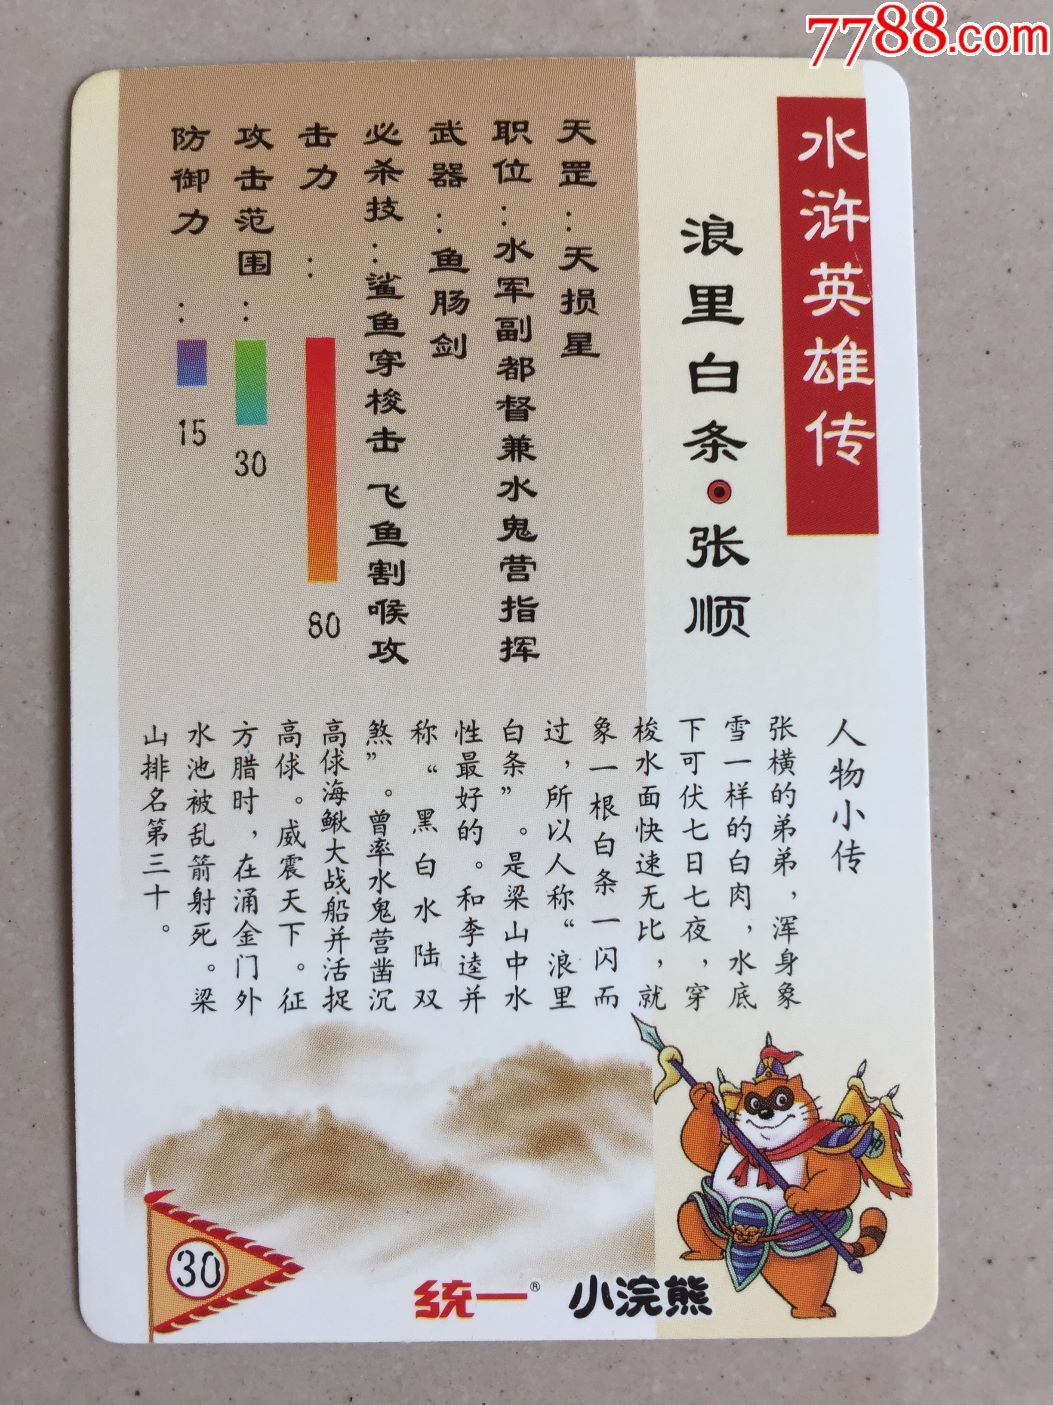 7788.com
水浒英雄传
浪里白条·张顺
天罡：天损星
职位：水军副都督兼水鬼营指挥
武器：鱼肠剑
必杀技：鲨鱼穿梭击 飞鱼割喉攻
击力：
80
攻击范围：
30
防御力：
15
人物小传
张横的弟弟，浑身象
雪一样的白肉，水底
下可伏七日七夜，穿
梭水面快速无比，就
象一根白条一闪而
过，所以人称“浪里
白条”。是梁山中水
性最好的。和李逵并
称“黑白水陆双
煞”。曾率水鬼营凿沉
高俅海鳅大战船并活捉
高俅。威震天下。征
方腊时，在涌金门外
水池被乱箭射死。梁
山排名第三十。
30
统一®
小浣熊